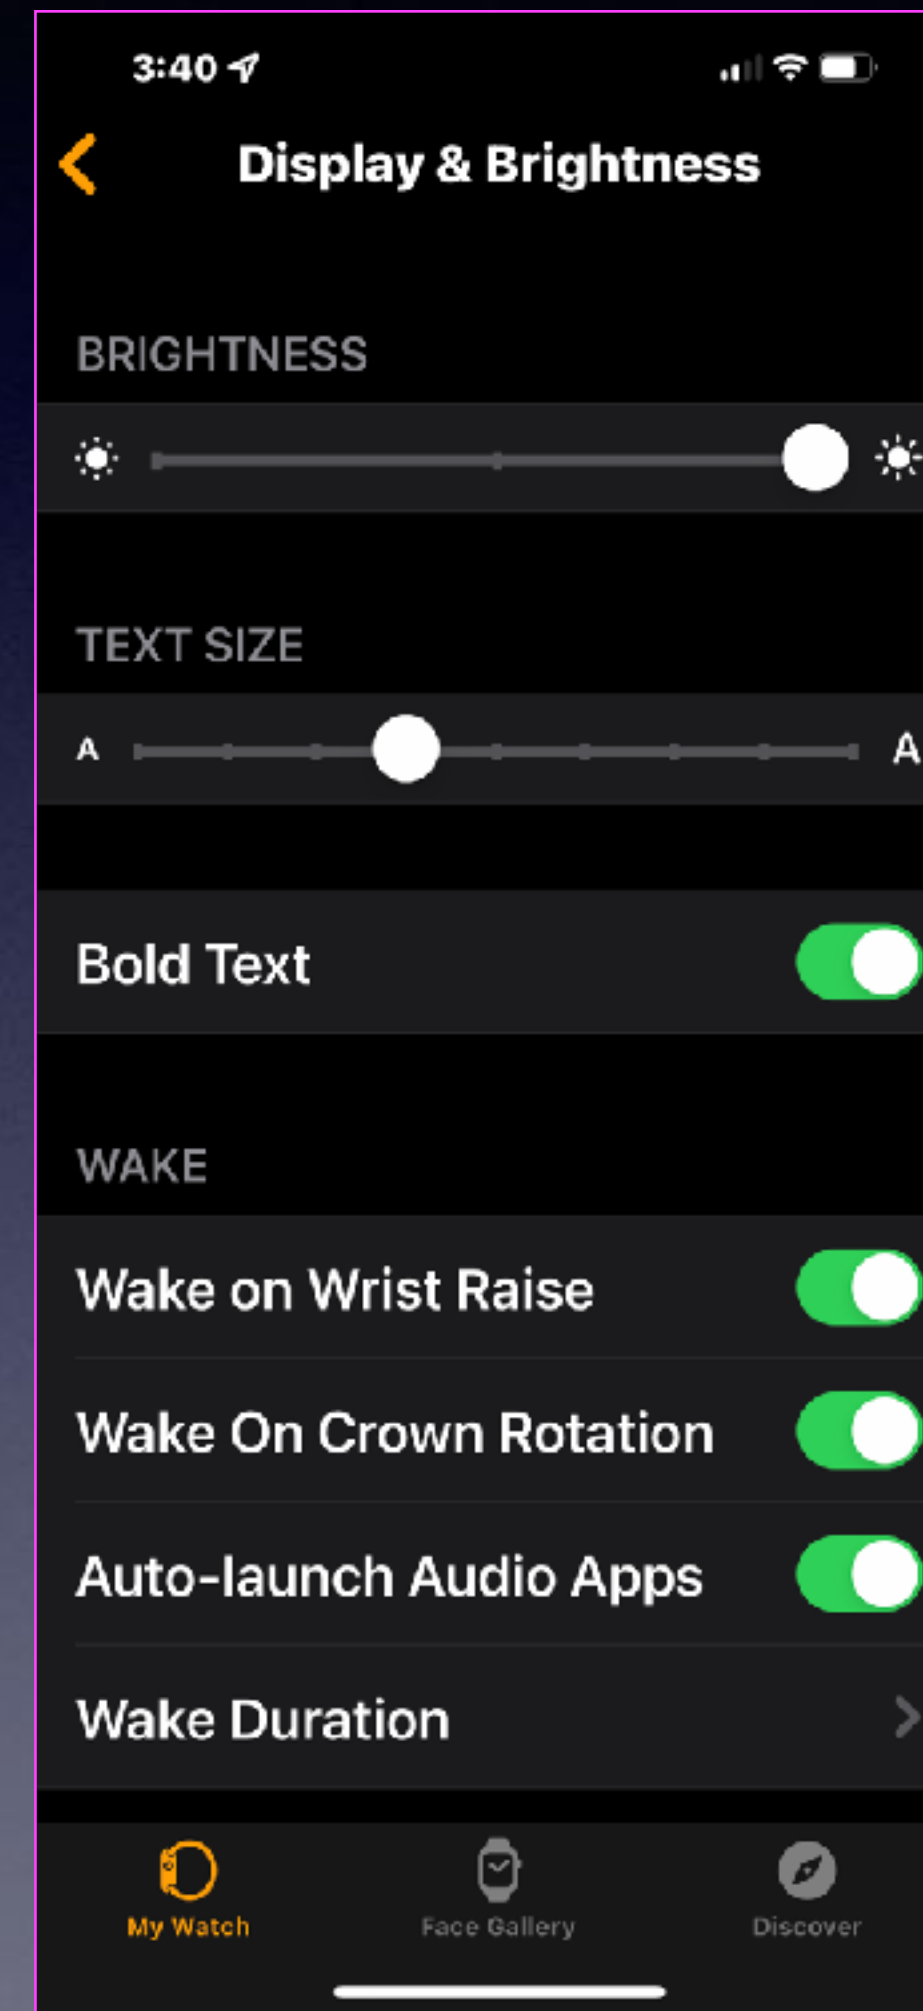 3:40
Display & Brightness
BRIGHTNESS
TEXT SIZE
A A
Bold Text
WAKE
Wake on Wrist Raise
Wake On Crown Rotation
Auto-launch Audio Apps
Wake Duration
My Watch Face Gallery Discover